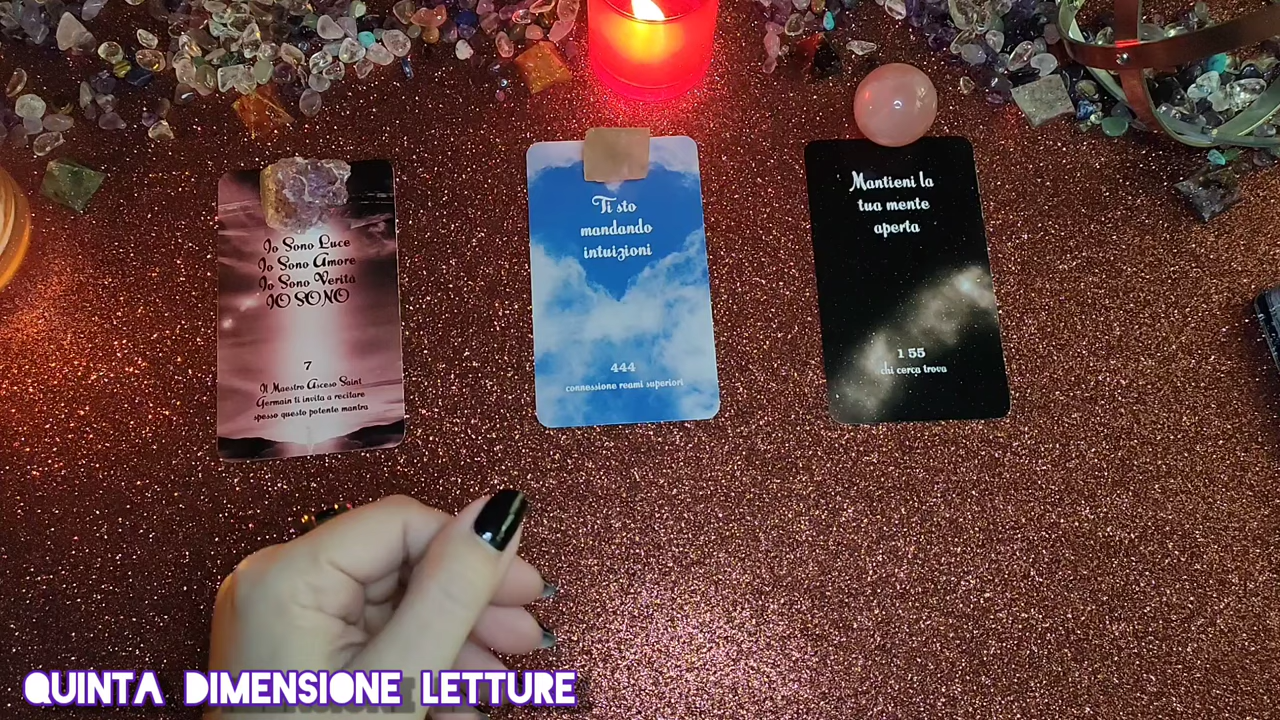 Io Sono Luce
Io Sono Amore
Io Sono Verità
IO SONO
7
Il Maestro Asceso Saint
Germain ti invita a recitare
spesso questo potente mantra
Ti sto
mandando
intuizioni
444
connessione reami superiori
Mantieni la
tua mente
aperta
1 55
chi cerca trova
QUINTA DIMENSIONE LETTURE